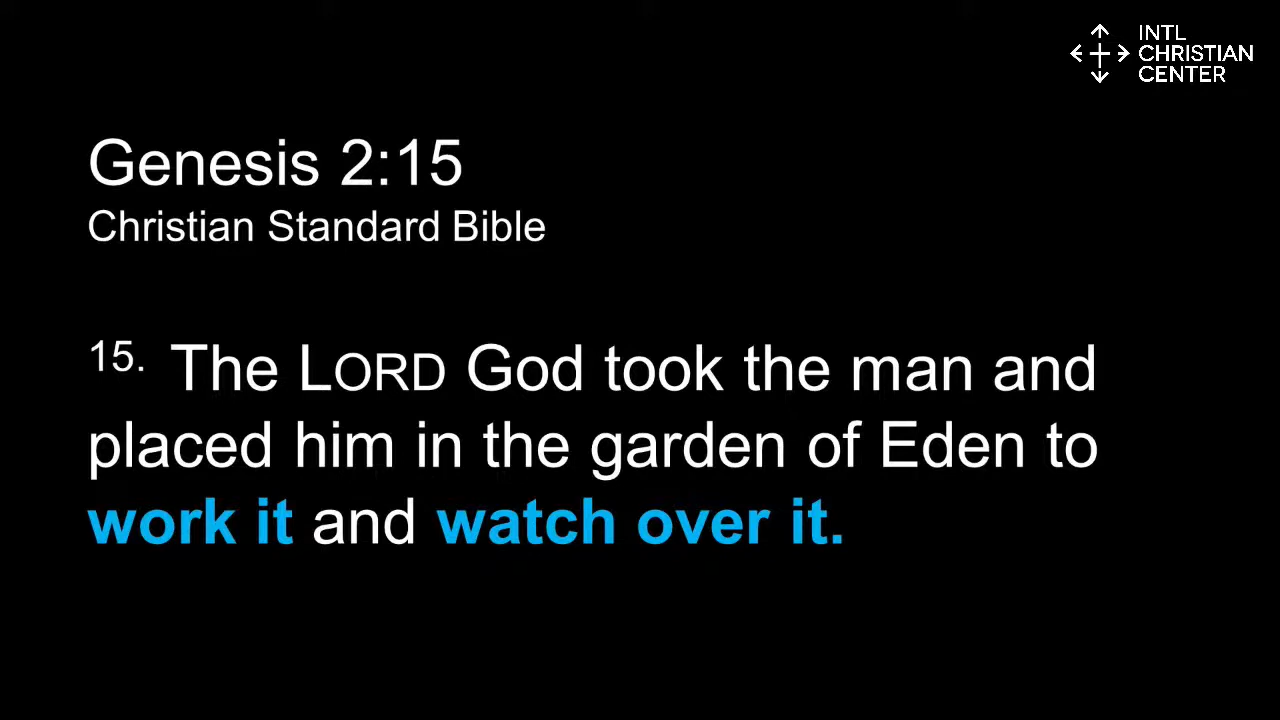 INTL
CHRISTIAN
CENTER
Genesis 2:15
Christian Standard Bible
15. The LORD God took the man and
placed him in the garden of Eden to
work it and watch over it.